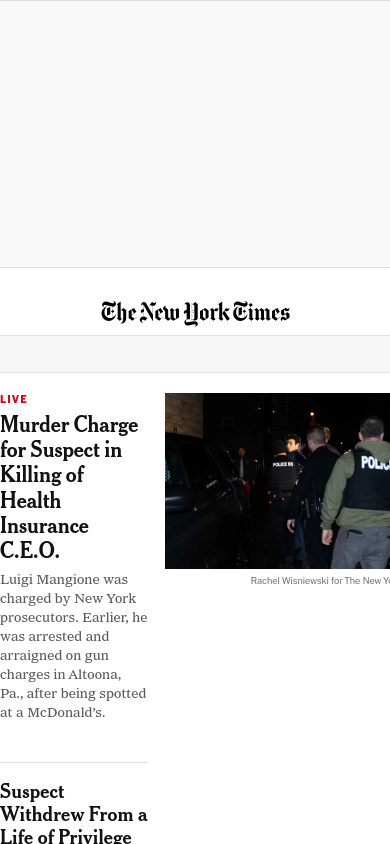 The New York Times
LIVE
Murder Charge
for Suspect in
Killing of
Health
Insurance
C.E.O.
Luigi Mangione was
charged by New York
prosecutors. Earlier, he
was arrested and
arraigned on gun
charges in Altoona,
Pa., after being spotted
at a McDonald's.
POLICE
POLIC
Rachel Wisniewski for The New Yo
Suspect
Withdrew From a
Life of Privilege